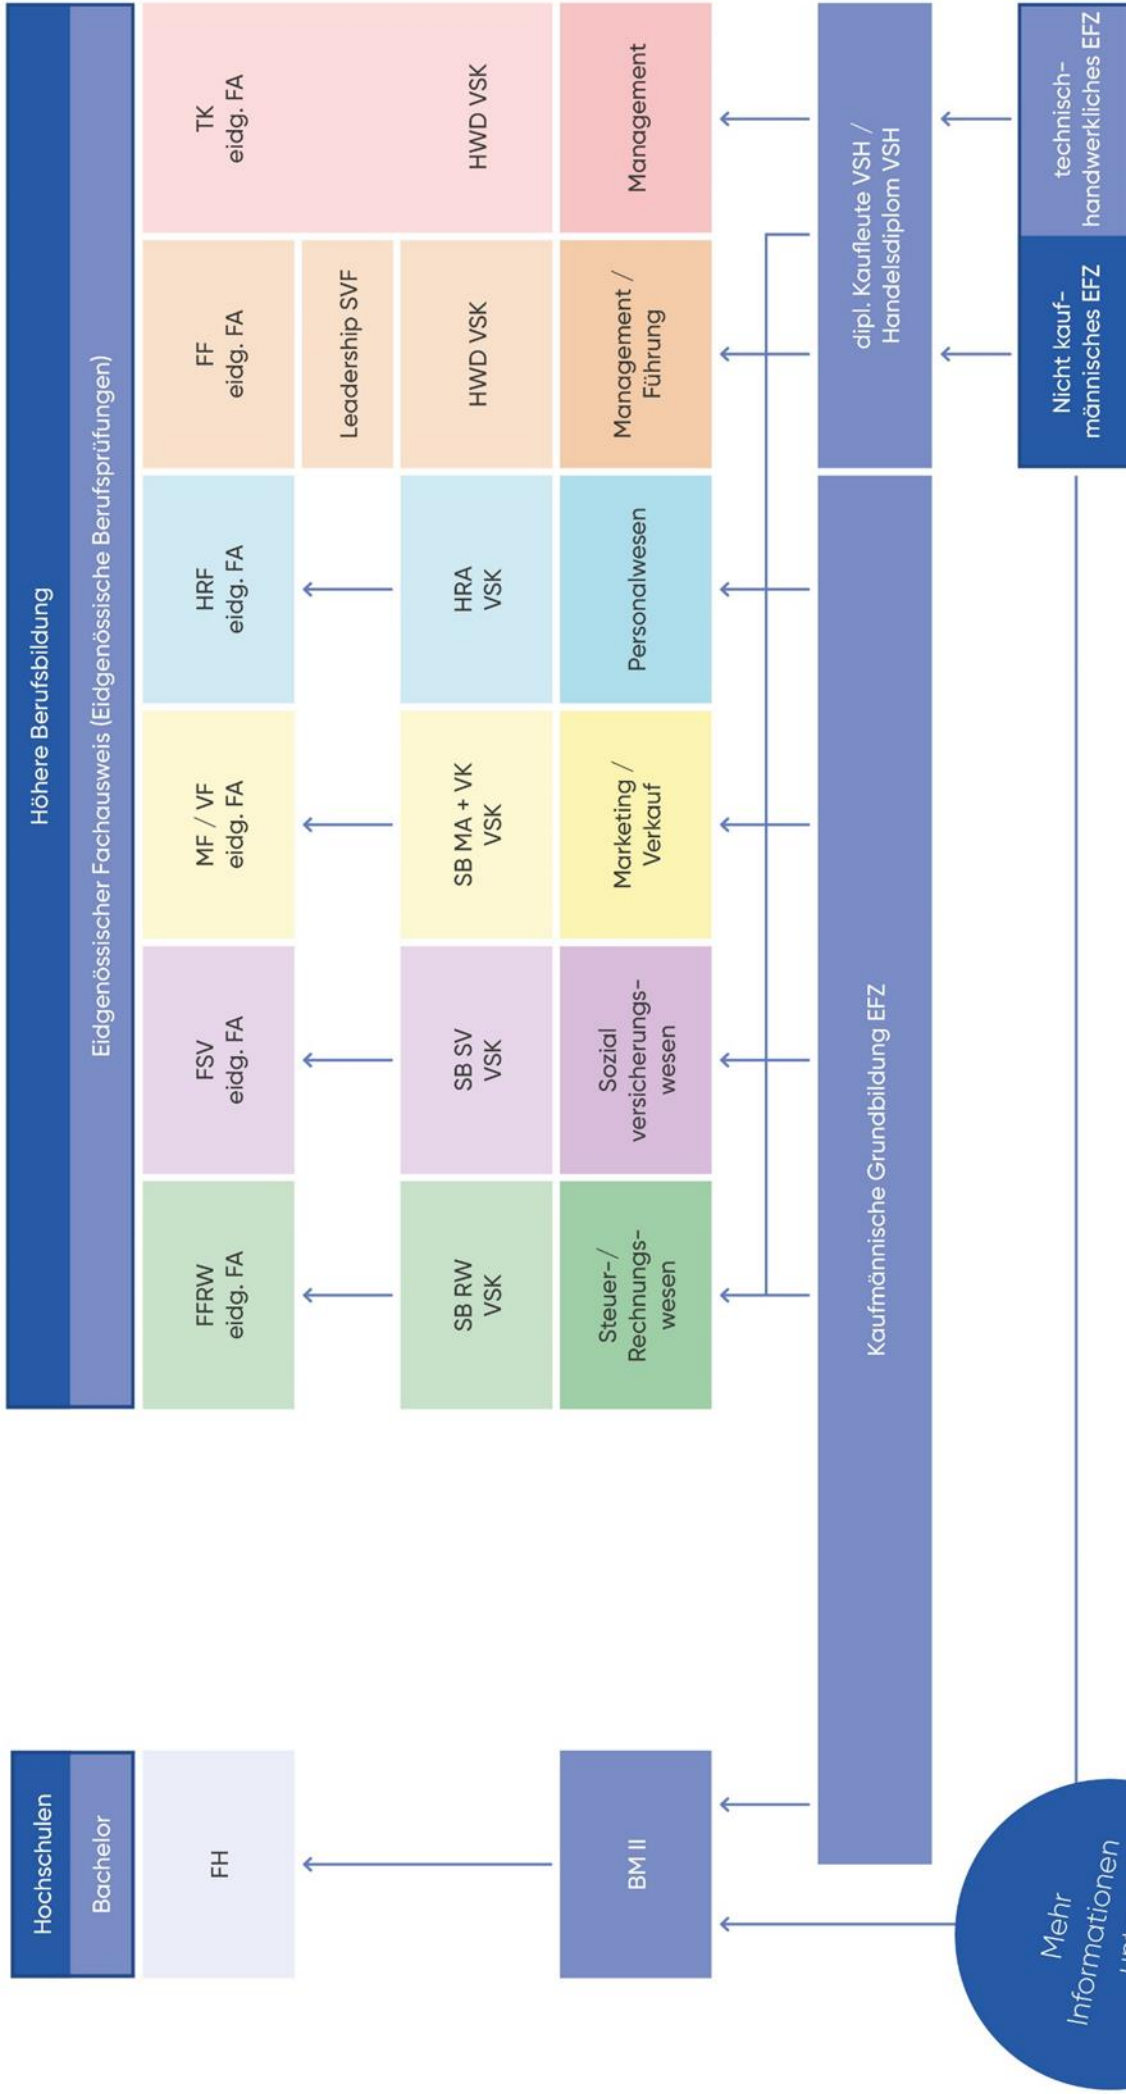 Hochschulen
Bachelor
Höhere Berufsbildung
Eidgenössischer Fachausweis (Eidgenössische Berufsprüfungen)
FH
FFRW
eidg. FA
FSV
eidg. FA
MF / VF
eidg. FA
HRF
eidg. FA
FF
eidg. FA
TK
eidg. FA
Leadership SVF
SB RW
VSK
SB SV
VSK
SB MA + VK
VSK
HRA
VSK
HWD VSK
HWD VSK
BM II
Steuer-/
Rechnungs-
wesen
Sozial
versicherungs-
wesen
Marketing /
Verkauf
Personalwesen
Management /
Führung
Management
Kaufmännische Grundbildung EFZ
dipl. Kaufleute VSH /
Handelsdiplom VSH
Nicht kauf-
männisches EFZ
technisch-
handwerkliches EFZ
Mehr
Informationen